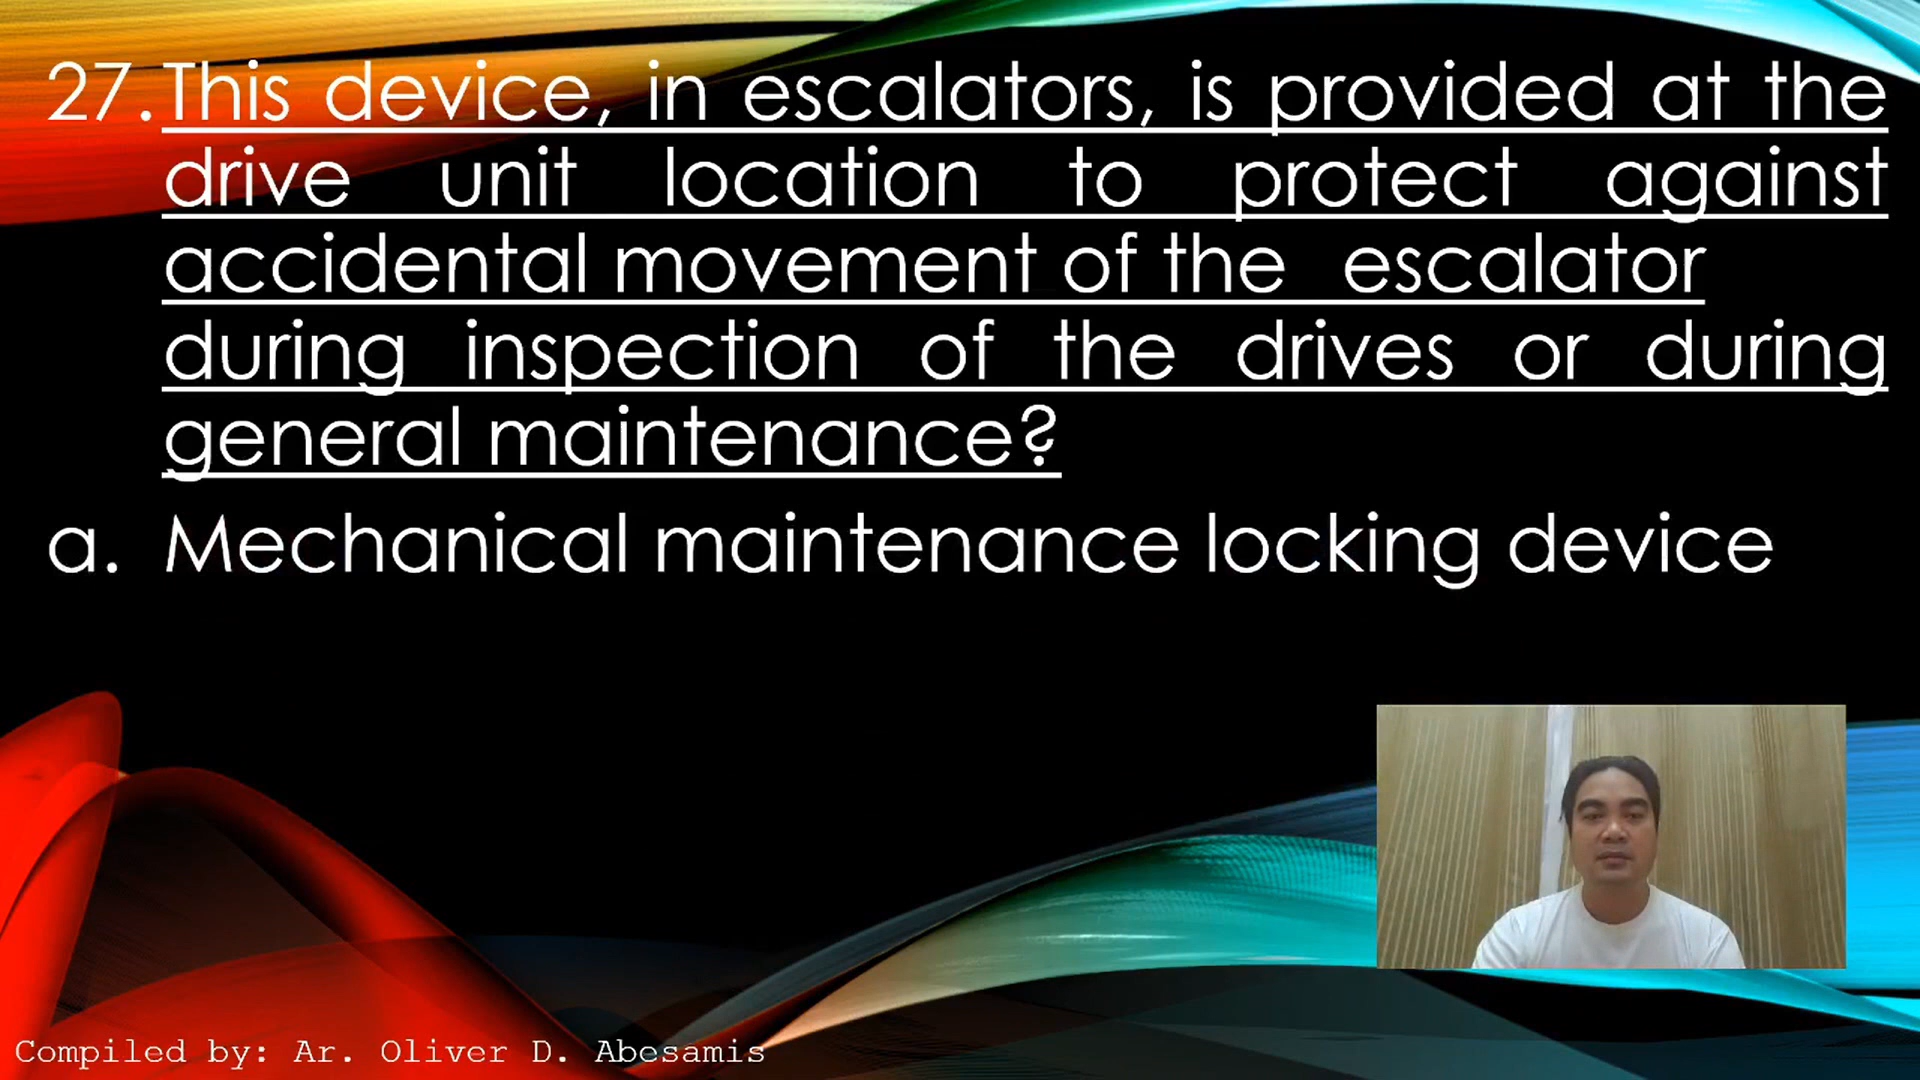 27. This device, in escalators, is provided at the
drive unit location to protect against
accidental movement of the escalator
during inspection of the drives or during
general maintenance?
a. Mechanical maintenance locking device
Compiled by: Ar. Oliver D. Abesamis